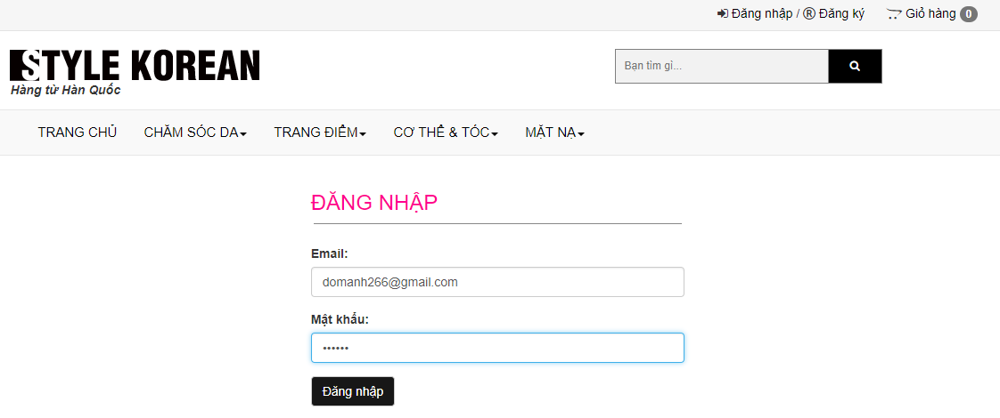 Đăng nhập / ® Đăng ký Giỏ hàng 0
STYLE KOREAN
Hàng từ Hàn Quốc
Bạn tìm gì...
TRANG CHỦ CHĂM SÓC DA TRANG ĐIỂM CƠ THỂ & TÓC MẶT NẠ
ĐĂNG NHẬP
Email:
domanh266@gmail.com
Mật khẩu:
••••••
Đăng nhập